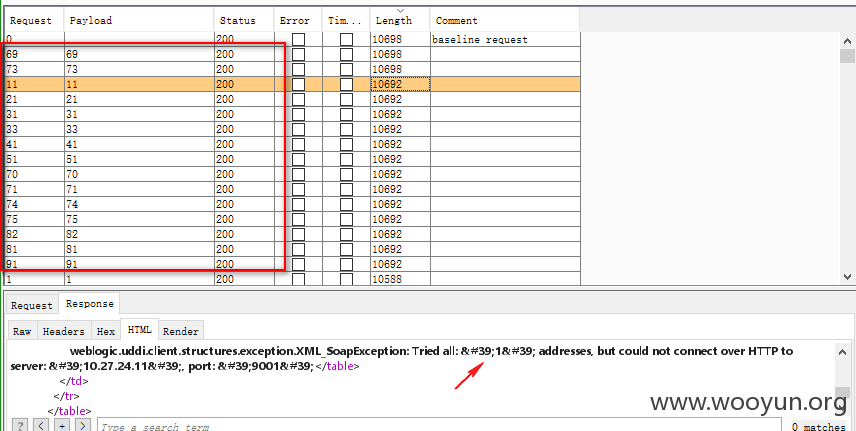 Request Payload Status Error Tim... Length Comment
0 200 10698 baseline request
69 69 200 10698
73 73 200 10698
11 11 200 10692
21 21 200 10692
31 31 200 10692
33 33 200 10692
41 41 200 10692
51 51 200 10692
70 70 200 10692
71 71 200 10692
74 74 200 10692
75 75 200 10692
82 82 200 10692
81 81 200 10692
91 91 200 10692
1 1 200 10588
Request Response
Raw Headers Hex HTML Render
weblogic.uddi.client.structures.exception.XML_SoapException: Tried all: &#39;1&#39; addresses, but could not connect over HTTP to
server: &#39;10.27.24.11&#39;, port: &#39;9001&#39;</table>
</td>
</tr>
</table>
www.wooyun.org
? < + > Type a search term 0 matches